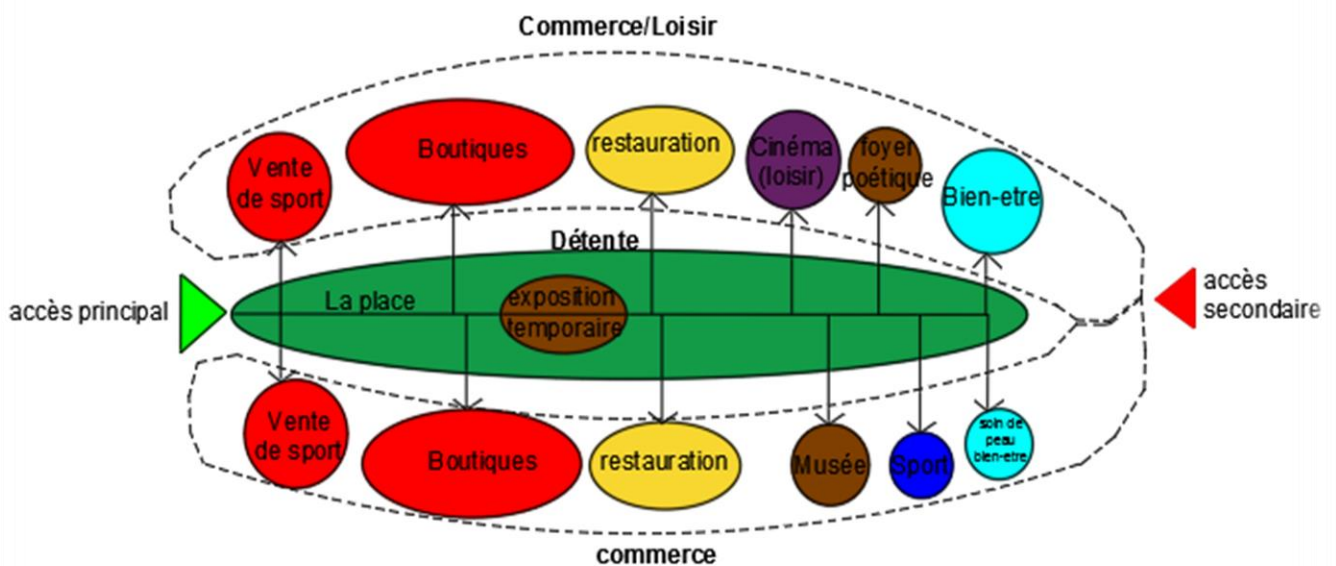 Commerce/Loisir
Vente
de sport
Boutiques
restauration
Cinéma
(loisir)
foyer
poétique
Bien-etre
Détente
accès principal
La place
exposition
temporaire
accès
secondaire
Vente
de sport
Boutiques
restauration
Musée
Sport
soin de
peau
bien-etre
commerce